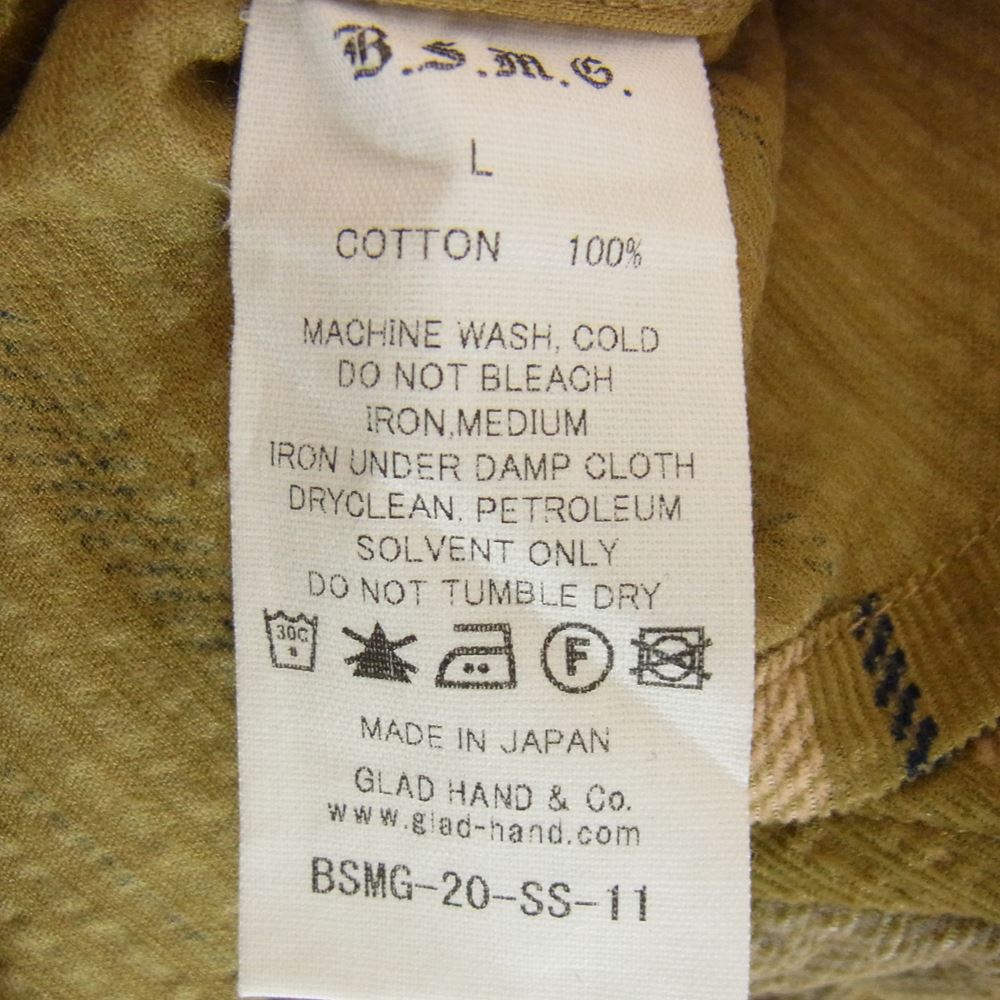 B.S.M.G.
L
COTTON 100%
MACHINE WASH, COLD
DO NOT BLEACH
IRON,MEDIUM
IRON UNDER DAMP CLOTH
DRYCLEAN. PETROLEUM
SOLVENT ONLY
DO NOT TUMBLE DRY
30C F
MADE IN JAPAN
GLAD HAND & Co.
www.glad-hand.com
BSMG-20-SS-11